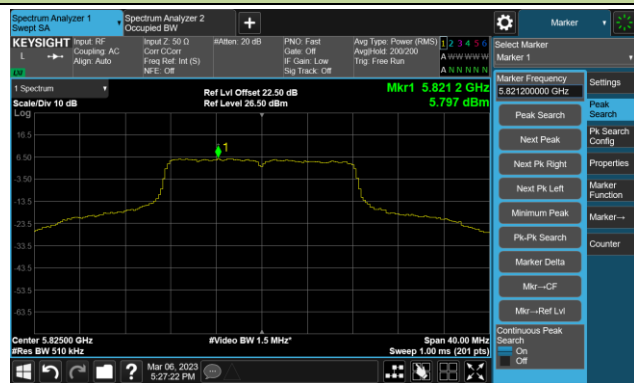 Spectrum Analyzer 1
Swept SA
Spectrum Analyzer 2
Occupied BW
Marker
KEYSIGHT
L
Input: RF
Coupling: AC
Align: Auto
Input Z: 50 Ω
Corr CCorr
Freq Ref: Int (S)
NFE: Off
#Atten: 20 dB
PNO: Fast
Gate: Off
IF Gain: Low
Sig Track: Off
Avg Type: Power (RMS)
Avg|Hold: 200/200
Trig: Free Run
1 2 3 4 5 6
A W W W W W
A N N N N N
1 Spectrum
Scale/Div 10 dB
Log
Ref Lvl Offset 22.50 dB
Ref Level 26.50 dBm
Mkr1 5.821 2 GHz
5.797 dBm
16.5
6.50
-3.50
-13.5
-23.5
-33.5
-43.5
-53.5
-63.5
1
Center 5.82500 GHz
#Res BW 510 kHz
#Video BW 1.5 MHz*
Span 40.00 MHz
Sweep 1.00 ms (201 pts)
Select Marker
Marker 1
Marker Frequency
5.821200000 GHz
Peak Search
Next Peak
Next Pk Right
Next Pk Left
Minimum Peak
Pk-Pk Search
Marker Delta
Mkr→CF
Mkr→Ref Lvl
Continuous Peak
Search
On
Off
Settings
Peak
Search
Pk Search
Config
Properties
Marker
Function
Marker→
Counter
?
Mar 06, 2023
5:27:22 PM